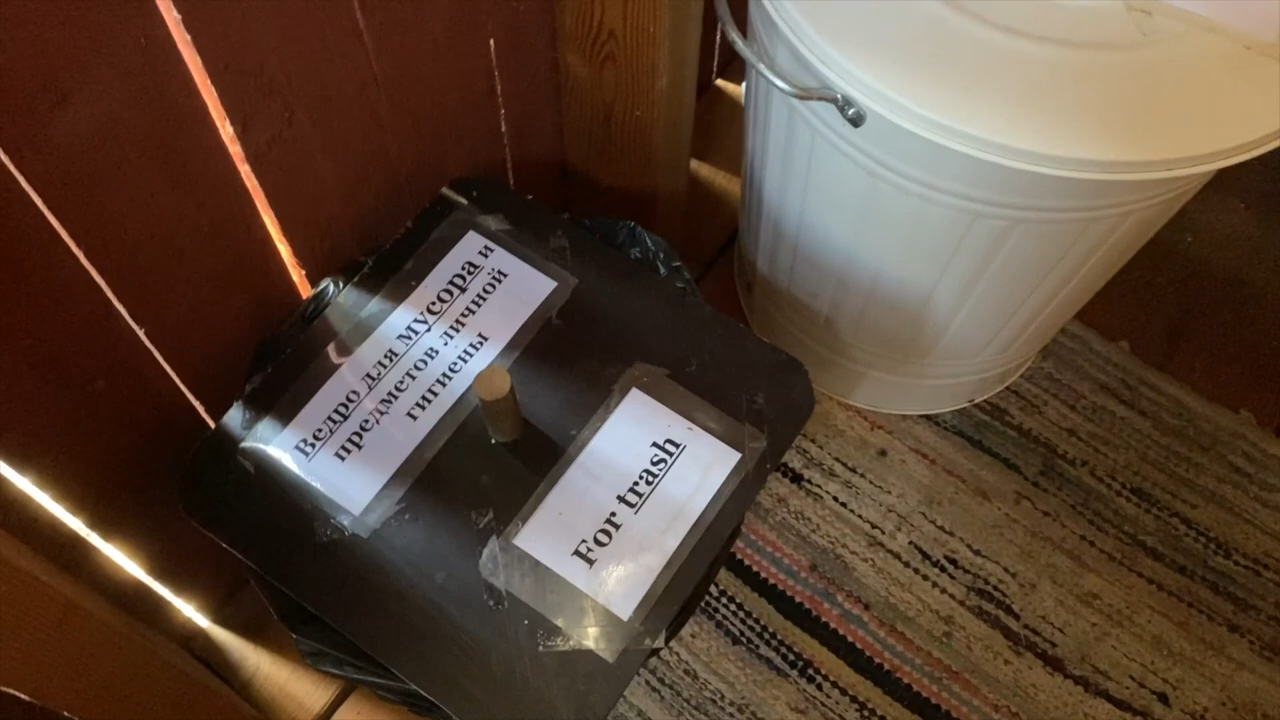 Ведро для мусора и
предметов личной
гигиены
For trash